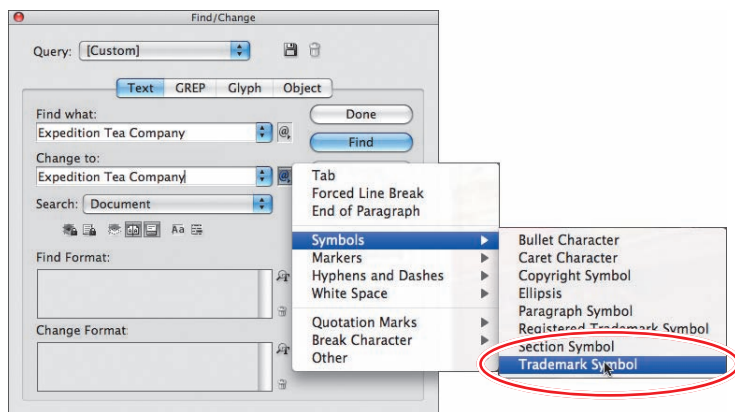 Find/Change
Query: [Custom]
Text GREP Glyph Object
Find what:
Expedition Tea Company
Done
Find
Change to:
Expedition Tea Company
Search: Document
Find Format:
Change Format:
Tab
Forced Line Break
End of Paragraph
Symbols
Markers
Hyphens and Dashes
White Space
Quotation Marks
Break Character
Other
Bullet Character
Caret Character
Copyright Symbol
Ellipsis
Paragraph Symbol
Registered Trademark Symbol
Section Symbol
Trademark Symbol